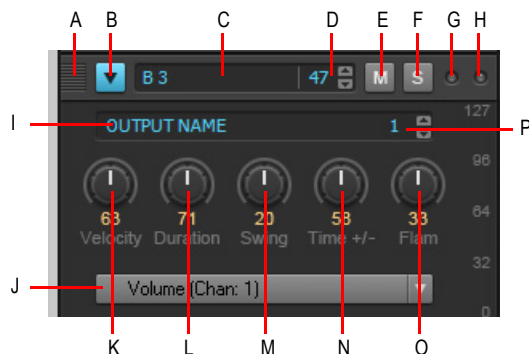 A B C D E F G H
B 3 47 M S
127
I OUTPUT NAME 1 P
96
63 71 20 58 33 64
Velocity Duration Swing Time +/- Flam
32
J Volume (Chan: 1)
0
K L M N O